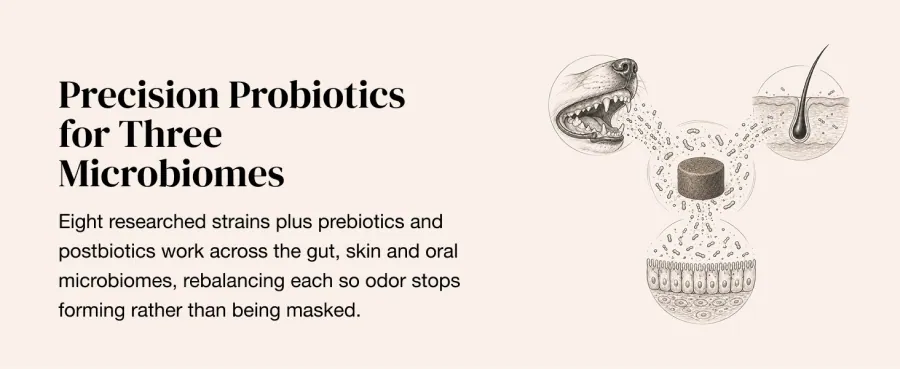 Precision Probiotics
for Three
Microbiomes
Eight researched strains plus prebiotics and
postbiotics work across the gut, skin and oral
microbiomes, rebalancing each so odor stops
forming rather than being masked.